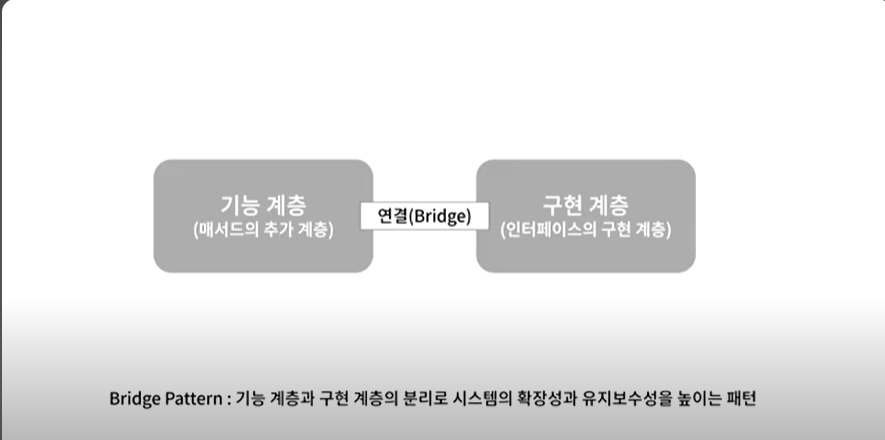 기능 계층
(매서드의 추가 계층)
연결(Bridge)
구현 계층
(인터페이스의 구현 계층)
Bridge Pattern : 기능 계층과 구현 계층의 분리로 시스템의 확장성과 유지보수성을 높이는 패턴